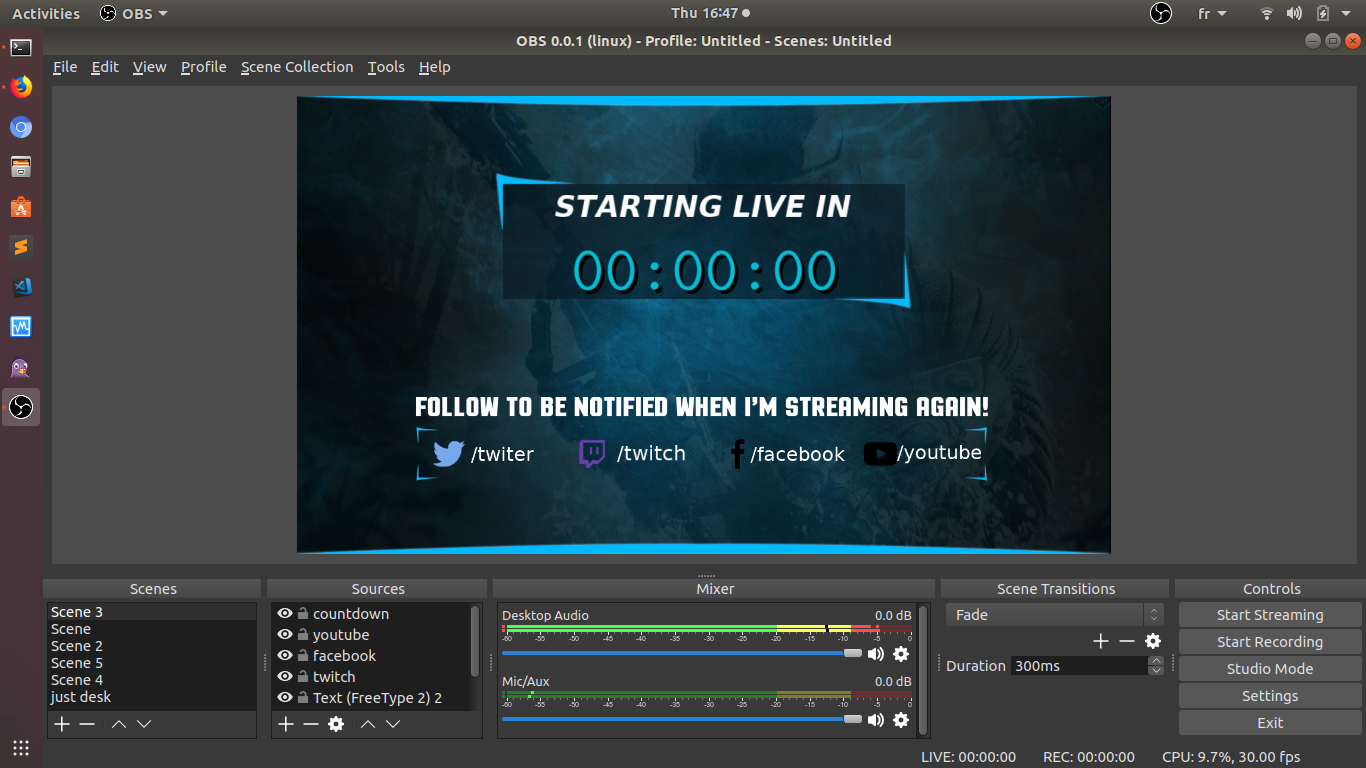 Activities
OBS
Thu 16:47
fr
OBS 0.0.1 (linux) - Profile: Untitled - Scenes: Untitled
File Edit View Profile Scene Collection Tools Help
STARTING LIVE IN
00:00:00
FOLLOW TO BE NOTIFIED WHEN I'M STREAMING AGAIN!
/twiter /twitch /facebook /youtube
Scenes
Scene 3
Scene
Scene 2
Scene 5
Scene 4
just desk
Sources
countdown
youtube
facebook
twitch
Text (FreeType 2) 2
Mixer
Desktop Audio 0.0 dB
-60 -55 -50 -45 -40 -35 -30 -25 -20 -15 -10 -5 0
Mic/Aux 0.0 dB
-60 -55 -50 -45 -40 -35 -30 -25 -20 -15 -10 -5 0
Scene Transitions
Fade
Duration 300ms
Controls
Start Streaming
Start Recording
Studio Mode
Settings
Exit
LIVE: 00:00:00 REC: 00:00:00 CPU: 9.7%, 30.00 fps